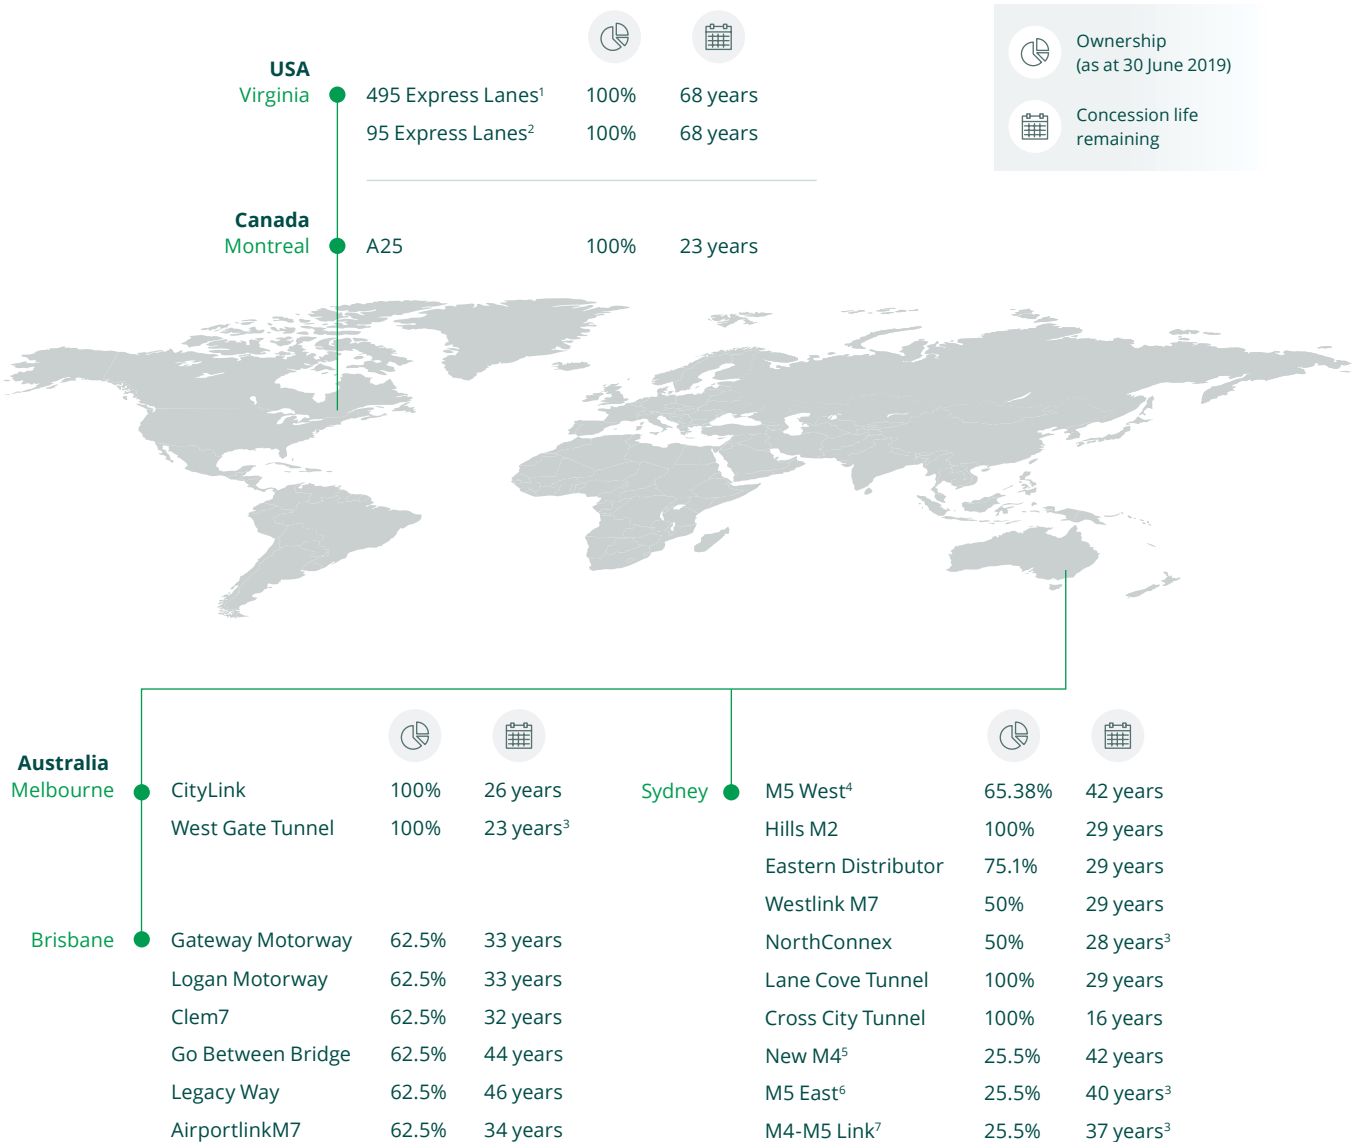 USA
Virginia
495 Express Lanes¹ 100% 68 years
95 Express Lanes² 100% 68 years
Canada
Montreal
A25 100% 23 years
Ownership
(as at 30 June 2019)
Concession life
remaining
Australia
Melbourne
CityLink 100% 26 years
West Gate Tunnel 100% 23 years³
Brisbane
Gateway Motorway 62.5% 33 years
Logan Motorway 62.5% 33 years
Clem7 62.5% 32 years
Go Between Bridge 62.5% 44 years
Legacy Way 62.5% 46 years
AirportlinkM7 62.5% 34 years
Sydney
M5 West⁴ 65.38% 42 years
Hills M2 100% 29 years
Eastern Distributor 75.1% 29 years
Westlink M7 50% 29 years
NorthConnex 50% 28 years³
Lane Cove Tunnel 100% 29 years
Cross City Tunnel 100% 16 years
New M4⁵ 25.5% 42 years
M5 East⁶ 25.5% 40 years³
M4-M5 Link⁷ 25.5% 37 years³